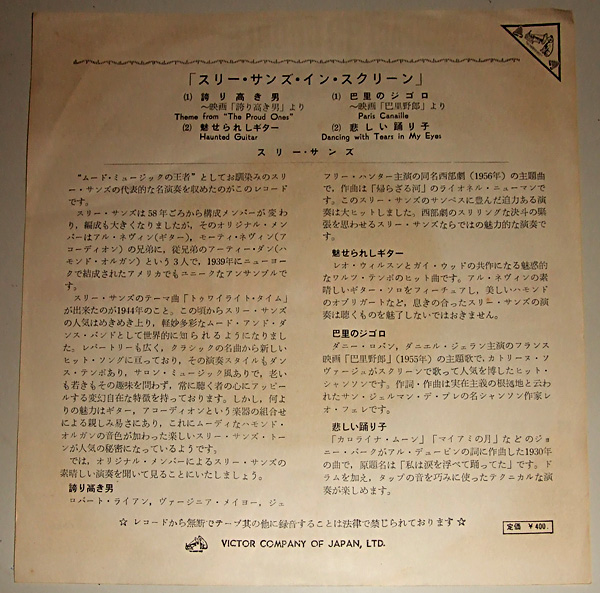 「スリー・サンズ・イン・スクリーン」
(1) 誇り高き男
～映画「誇り高き男」より
Theme from "The Proud Ones"
(2) 魅せられしギター
Haunted Guitar
(1) 巴里のジゴロ
～映画「巴里野郎」より
Paris Canaille
(2) 悲しい踊り子
Dancing with Tears in My Eyes
スリー・サンズ
"ムード・ミュージックの王者"としてお馴染みのスリ
ー・サンズの代表的な名演奏を収めたのがこのレコード
です。
スリー・サンズは58年ごろから構成メンバーが変わ
り、編成も大きくなりましたが、そのオリジナル・メン
バーはアル・ネヴィン(ギター)、モーティ・ネヴィン(ア
コーディオン)の兄弟に、従兄弟のアーティー・ダン(ハ
モンド・オルガン)という3人で、1939年にニューヨー
クで結成されたアメリカでもユニークなアンサンブルで
す。
スリー・サンズのテーマ曲「トゥワイライト・タイム」
が出来たのが1944年のこと。この頃からスリー・サンズ
の人気はめきめき上り、軽妙多彩なムード・アンド・ダ
ンス・バンドとして世界的に知られるようになりまし
た。レパートリーも広く、クラシックの名曲から新しい
ヒット・ソングに亘っており、その演奏スタイルもダン
ス・テンポあり、サロン・ミュージック風ありで、老い
も若きもその趣味を問わず、常に聴く者の心にアッピー
ルする変幻自在な特徴を持っております。しかし、何よ
りの魅力はギター、アコーディオンという楽器の組合せ
による親しみ易さにあり、これにムーディなハモンド・
オルガンの音色が加わった楽しいスリー・サンズ・トー
ンが人気の秘密になっているようです。
では、オリジナル・メンバーによるスリー・サンズの
素晴しい演奏を聞いて見ることにいたしましょう。
誇り高き男
ロバート・ライアン、ヴァージニア・メイヨー、ジェ
フリー・ハンター主演の同名西部劇(1956年)の主題曲
で、作曲は「帰らざる河」のライオネル・ニューマンで
す。このスリー・サンズのサンペスに豊んだ迫力ある演
奏は大ヒットしました。西部劇のスリリングな決斗の緊
張を思わせるスリー・サンズならではの魅力的な演奏で
す。
魅せられしギター
レオ・ウィルスンとガイ・ウッドの共作になる魅惑的
なワルツ・テンポのヒット曲です。アル・ネヴィンの素
晴しいギター・ソロをフィーチュアし、美しいハモンド
のオブリガートなど、息きの合ったスリー・サンズの演
奏は聴くものを魅了しないではおきません。
巴里のジゴロ
ダニー・ロバン、ダニエル・ジェラン主演のフランス
映画「巴里野郎」(1955年)の主題歌で、カトリーヌ・ソ
ヴァージュがスクリーンで歌って人気を博したヒット・
シャンソンです。作詞・作曲は実在主義の根拠地と云わ
れたサン・ジェルマン・デ・プレの名シャンソン作家レ
オ・フェレです。
悲しい踊り子
「カロライナ・ムーン」「マイアミの月」などのジョ
ニー・バークがアル・デュービンの詞に作曲した1930年
の曲で、原題名は「私は涙を浮べて踊ってた」です。ド
ラムを加え、タップの音を巧みに使ったテクニカルな演
奏が楽しめます。
☆ レコードから無断でテープ其の他に録音することは法律で禁じられております ☆
定価 ¥400.
VICTOR COMPANY OF JAPAN, LTD.